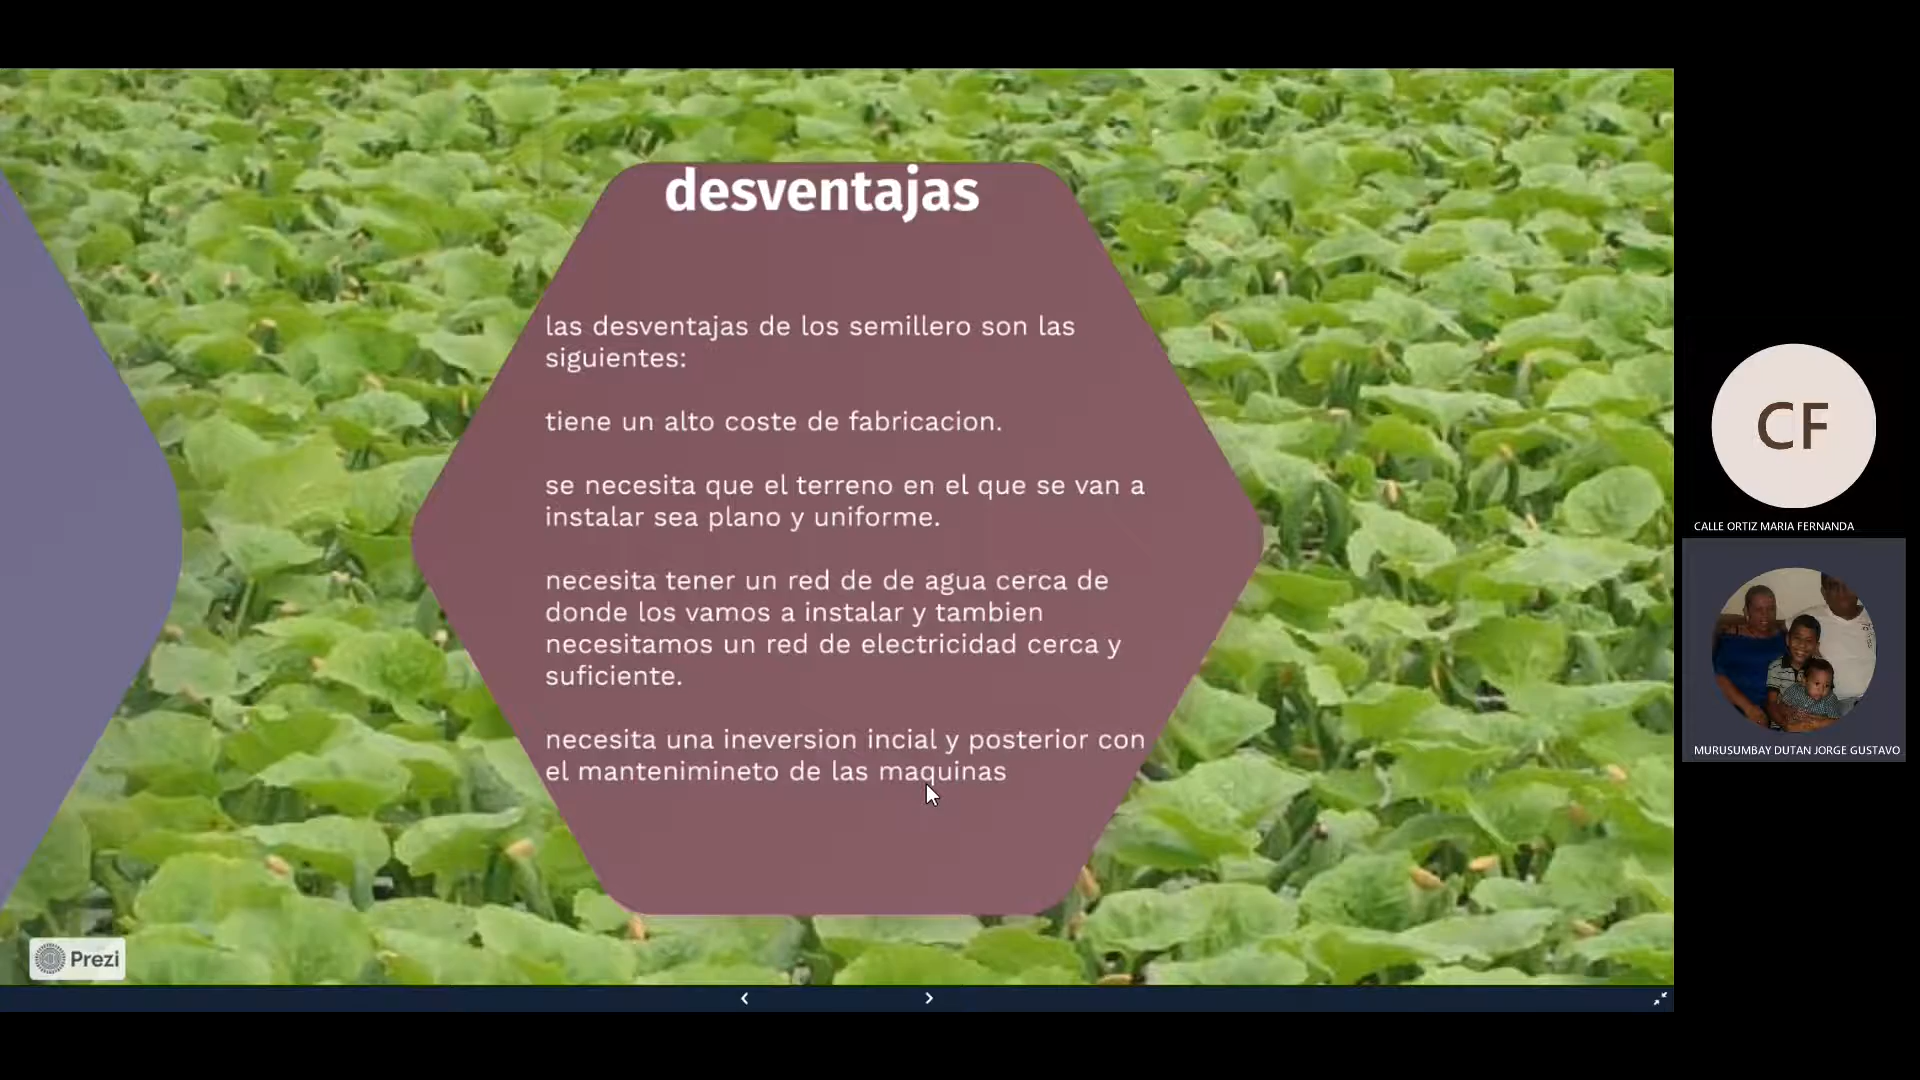 desventajas
las desventajas de los semillero son las
siguientes:
tiene un alto coste de fabricacion.
se necesita que el terreno en el que se van a
instalar sea plano y uniforme.
necesita tener un red de de agua cerca de
donde los vamos a instalar y tambien
necesitamos un red de electricidad cerca y
suficiente.
necesita una ineversion incial y posterior con
el mantenimineto de las maquinas
Prezi
CF
CALLE ORTIZ MARIA FERNANDA
MURUSUMBAY DUTAN JORGE GUSTAVO